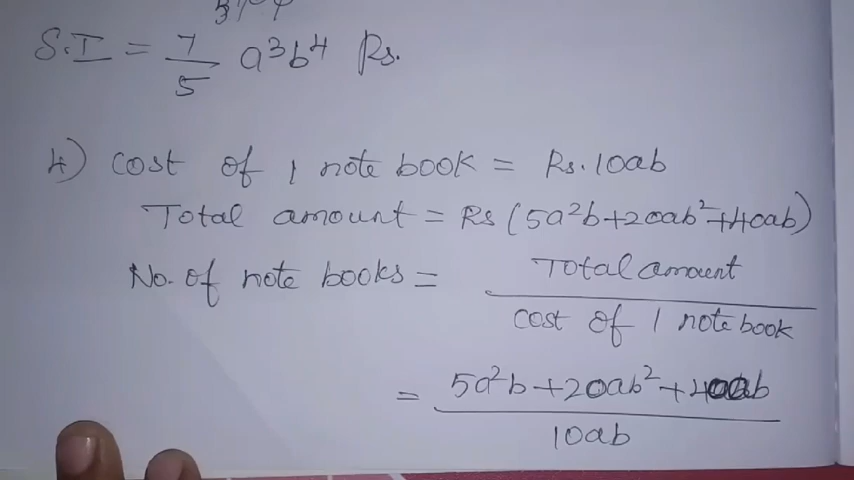 S.I = 7/5 a³b⁴ Rs.
4) cost of 1 note book = Rs. 10ab
Total amount = Rs (5a²b+20ab²+40ab)
No. of note books = Total amount / cost of 1 note book
= 5a²b+20ab²+40ab / 10ab